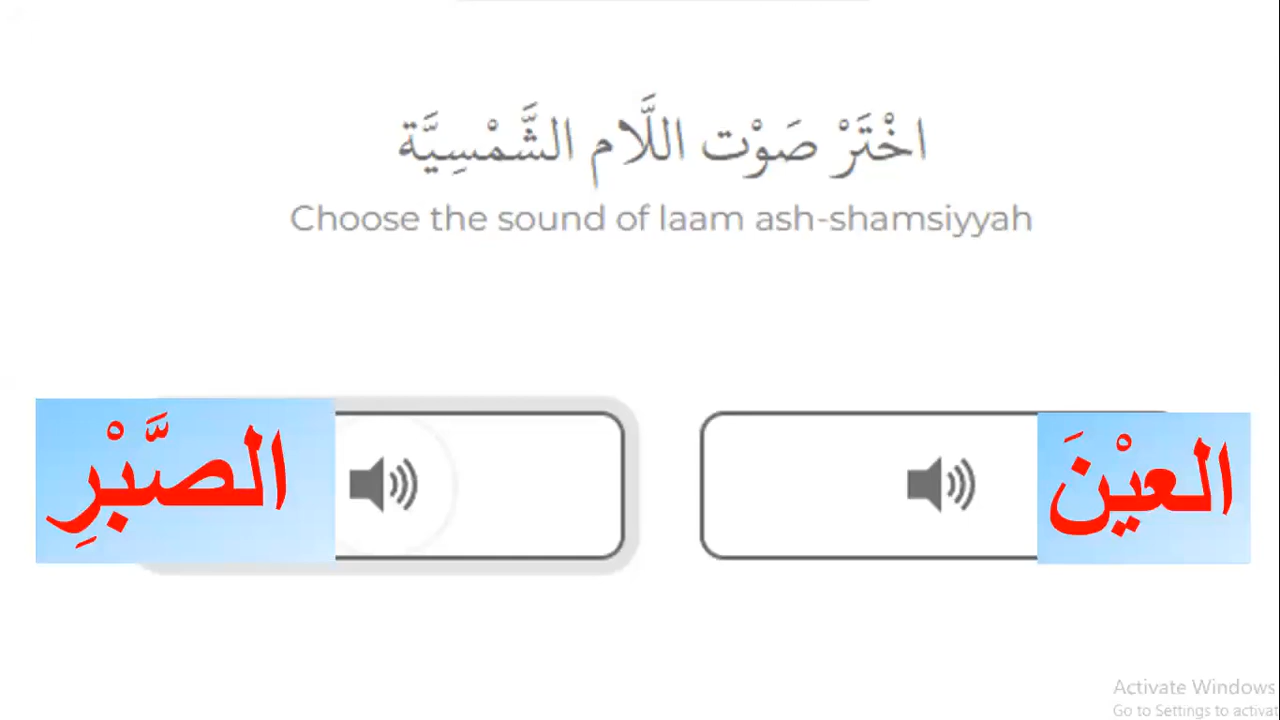 اخْتَرْ صَوْت اللَّام الشَّمْسِيَّة
Choose the sound of laam ash-shamsiyyah
الصَّبْرِ
العيْنَ
Activate Windows
Go to Settings to activat